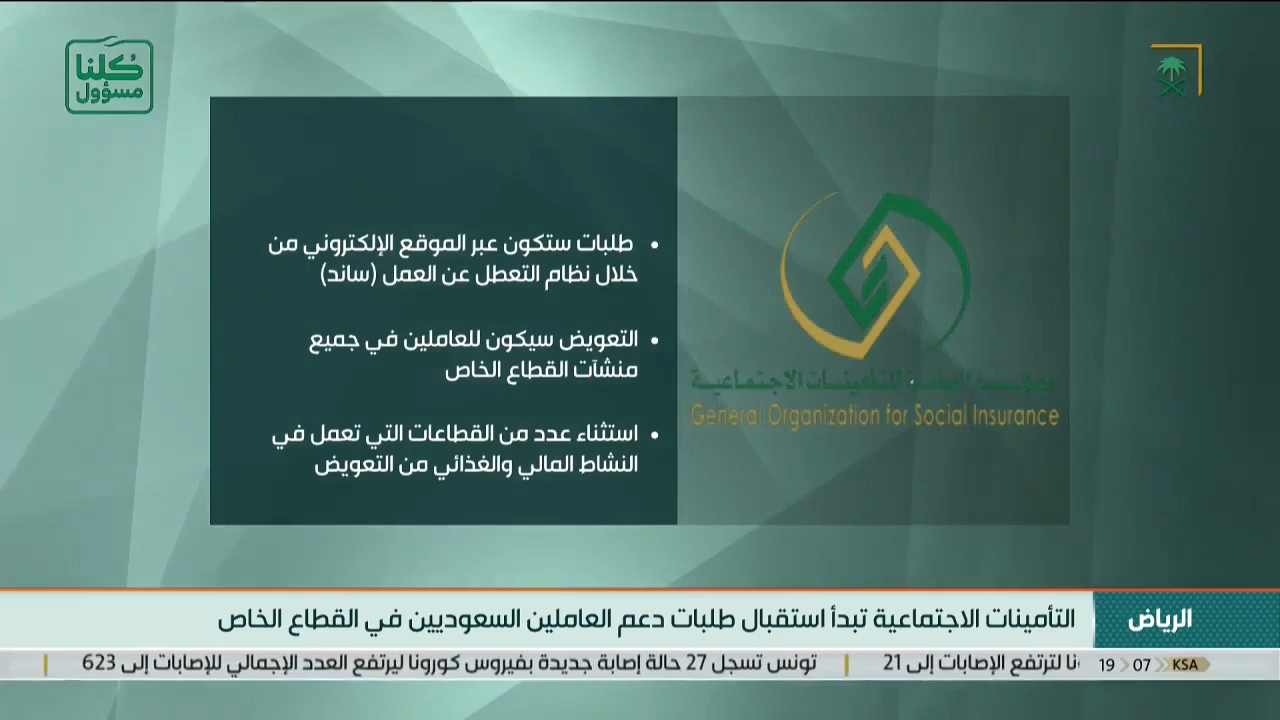 كُلنا
مسؤول
طلبات ستكون عبر الموقع الإلكتروني من
خلال نظام التعطل عن العمل (ساند)
التعويض سيكون للعاملين في جميع
منشآت القطاع الخاص
استثناء عدد من القطاعات التي تعمل في
النشاط المالي والغذائي من التعويض
للتأمينات الاجتماعية
General Organization for Social Insurance
الرياض
التأمينات الاجتماعية تبدأ استقبال طلبات دعم العاملين السعوديين في القطاع الخاص
KSA 07 19
لترتفع الإصابات إلى 21 | تونس تسجل 27 حالة إصابة جديدة بفيروس كورونا ليرتفع العدد الإجمالي للإصابات إلى 623 |